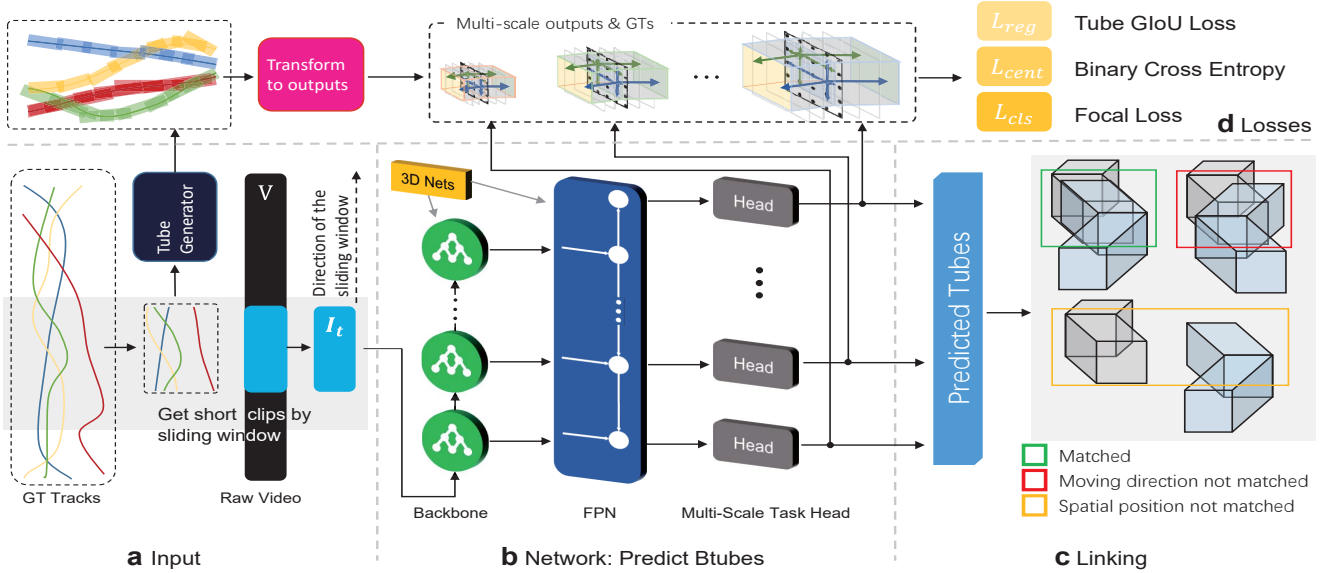 Transform
to outputs
Multi-scale outputs & GTs
...
L_reg Tube GIoU Loss
L_cent Binary Cross Entropy
L_cls Focal Loss
d Losses
Tube
Generator
V
Direction of the
sliding window
I_t
Get short clips by
sliding window
GT Tracks
Raw Video
a Input
3D Nets
Head
Head
Head
Backbone
FPN
Multi-Scale Task Head
b Network: Predict Btubes
Predicted Tubes
Matched
Moving direction not matched
Spatial position not matched
c Linking